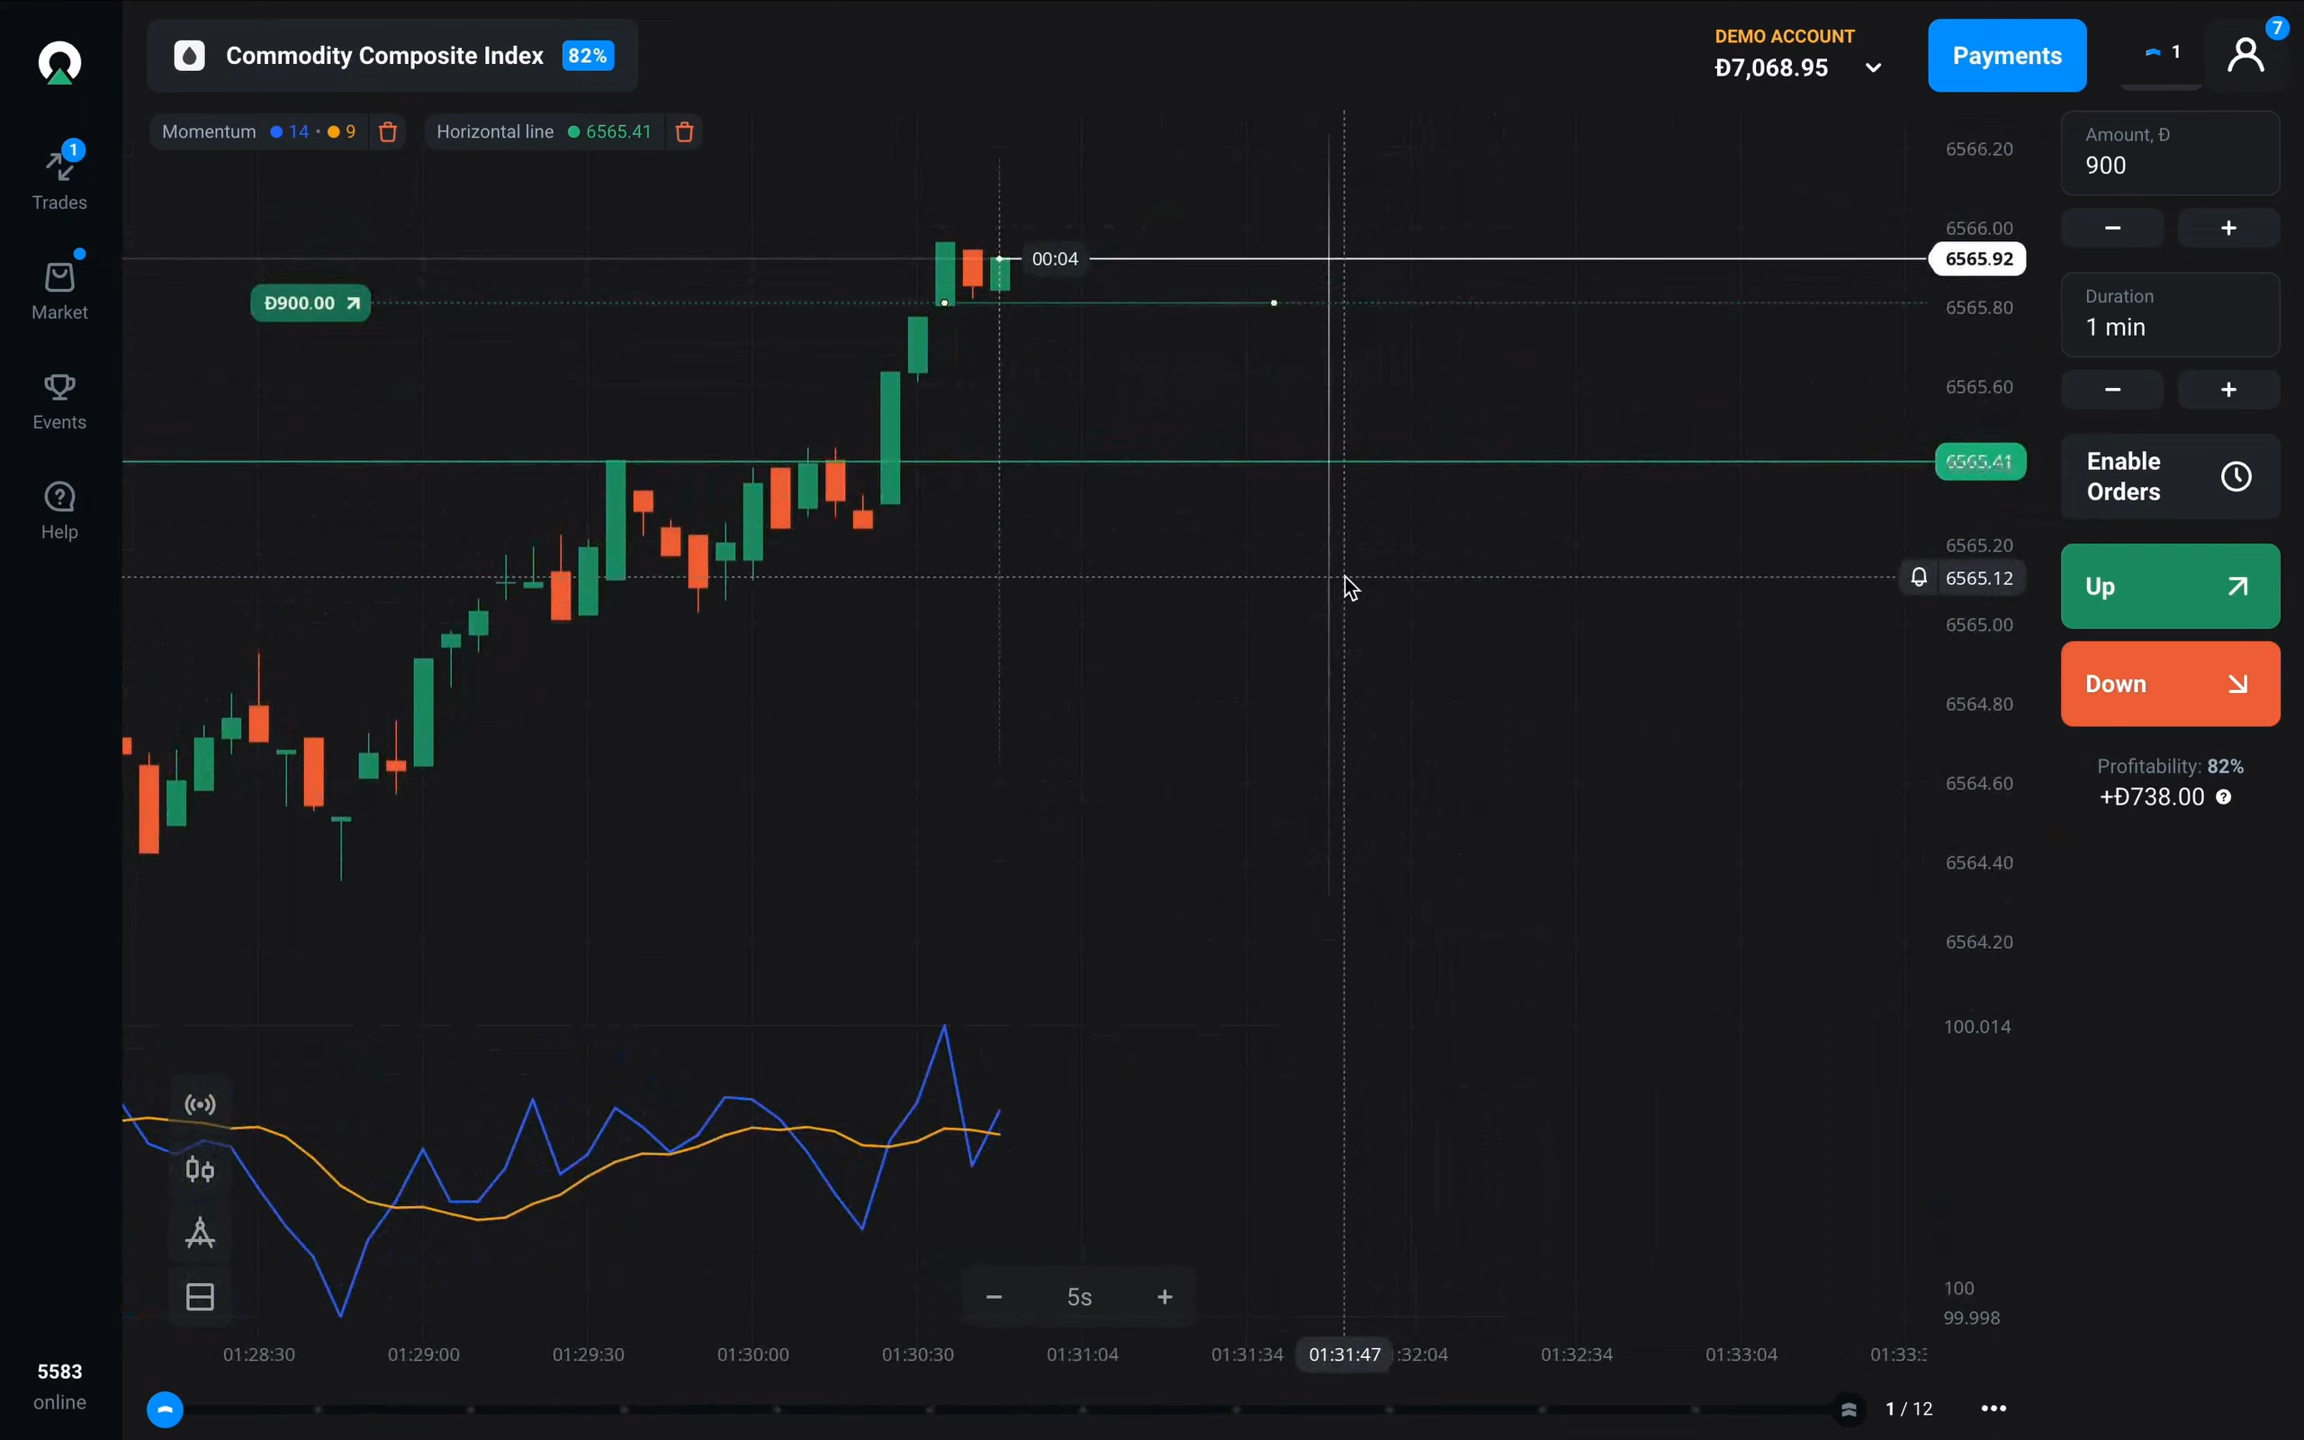 Commodity Composite Index 82%
DEMO ACCOUNT
Đ7,068.95
Payments
1
7
Momentum 14 • 9
Horizontal line 6565.41
1
Trades
Market
Events
Help
5583
online
Đ900.00
00:04
6566.20
6566.00
6565.92
6565.80
6565.60
6565.41
6565.20
6565.12
6565.00
6564.80
6564.60
6564.40
6564.20
100.014
100
99.998
Amount, Đ
900
Duration
1 min
Enable
Orders
Up
Down
Profitability: 82%
+Đ738.00
5s
01:28:30 01:29:00 01:29:30 01:30:00 01:30:30 01:31:04 01:31:34 01:31:47 :32:04 01:32:34 01:33:04 01:33:
1 / 12